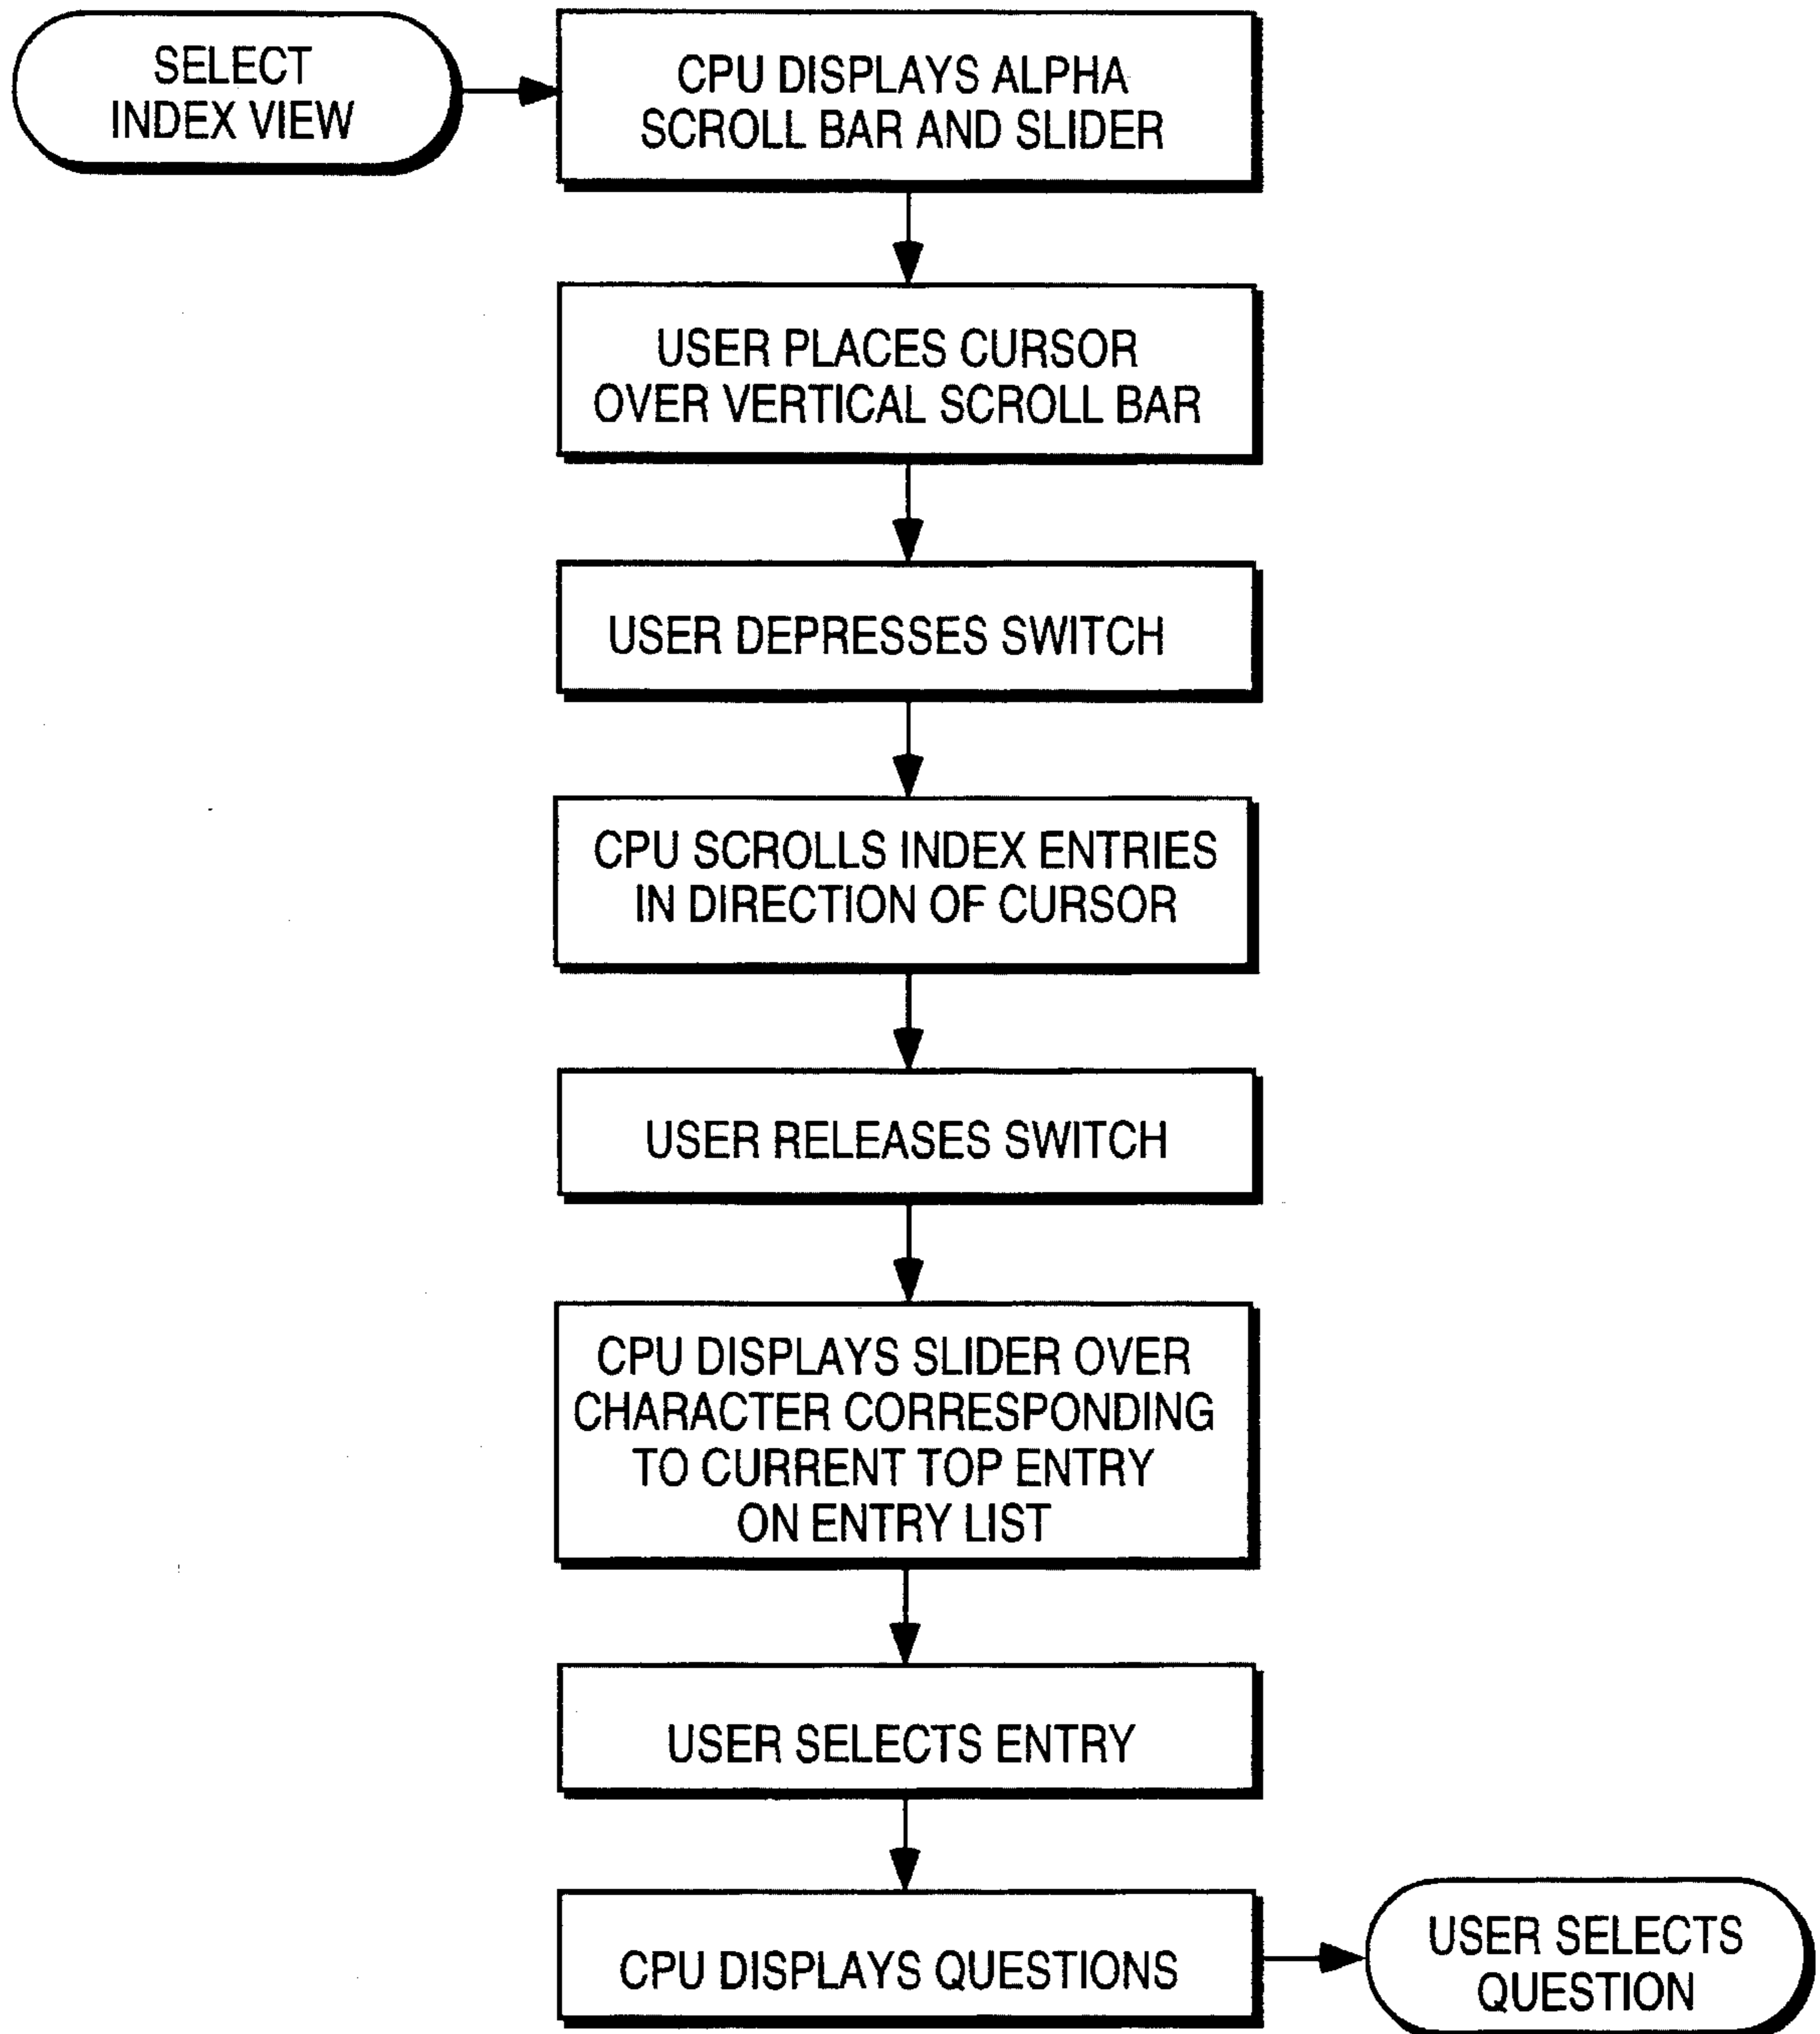 SELECT
INDEX VIEW
CPU DISPLAYS ALPHA
SCROLL BAR AND SLIDER
USER PLACES CURSOR
OVER VERTICAL SCROLL BAR
USER DEPRESSES SWITCH
CPU SCROLLS INDEX ENTRIES
IN DIRECTION OF CURSOR
USER RELEASES SWITCH
CPU DISPLAYS SLIDER OVER
CHARACTER CORRESPONDING
TO CURRENT TOP ENTRY
ON ENTRY LIST
USER SELECTS ENTRY
CPU DISPLAYS QUESTIONS
USER SELECTS
QUESTION